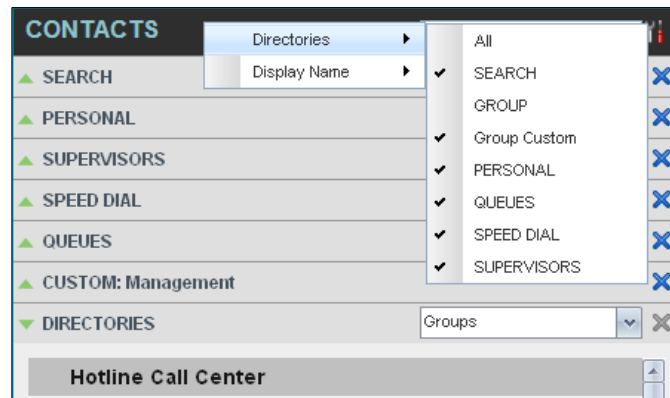 CONTACTS
Directories
Display Name
All
SEARCH
GROUP
Group Custom
PERSONAL
QUEUES
SPEED DIAL
SUPERVISORS
SEARCH
PERSONAL
SUPERVISORS
SPEED DIAL
QUEUES
CUSTOM: Management
DIRECTORIES
Groups
Hotline Call Center